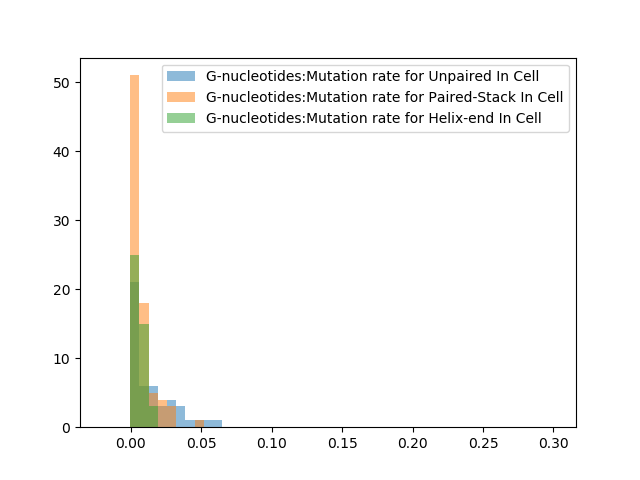 G-nucleotides:Mutation rate for Unpaired In Cell
G-nucleotides:Mutation rate for Paired-Stack In Cell
G-nucleotides:Mutation rate for Helix-end In Cell
50
40
30
20
10
0
0.00 0.05 0.10 0.15 0.20 0.25 0.30